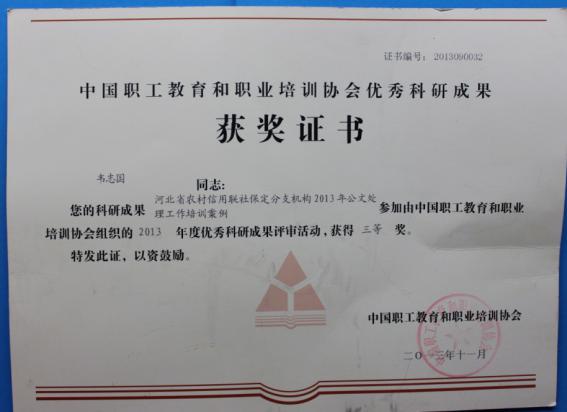 证书编号：2013090032
中国职工教育和职业培训协会优秀科研成果
获奖证书
韦志国 同志：
您的科研成果 河北省农村信用联社保定分支机构2013年公文处理工作培训案例 参加由中国职工教育和职业
培训协会组织的 2013 年度优秀科研成果评审活动，获得 三等 奖。
特发此证，以资鼓励。
中国职工教育和职业培训协会
二〇一三年十一月